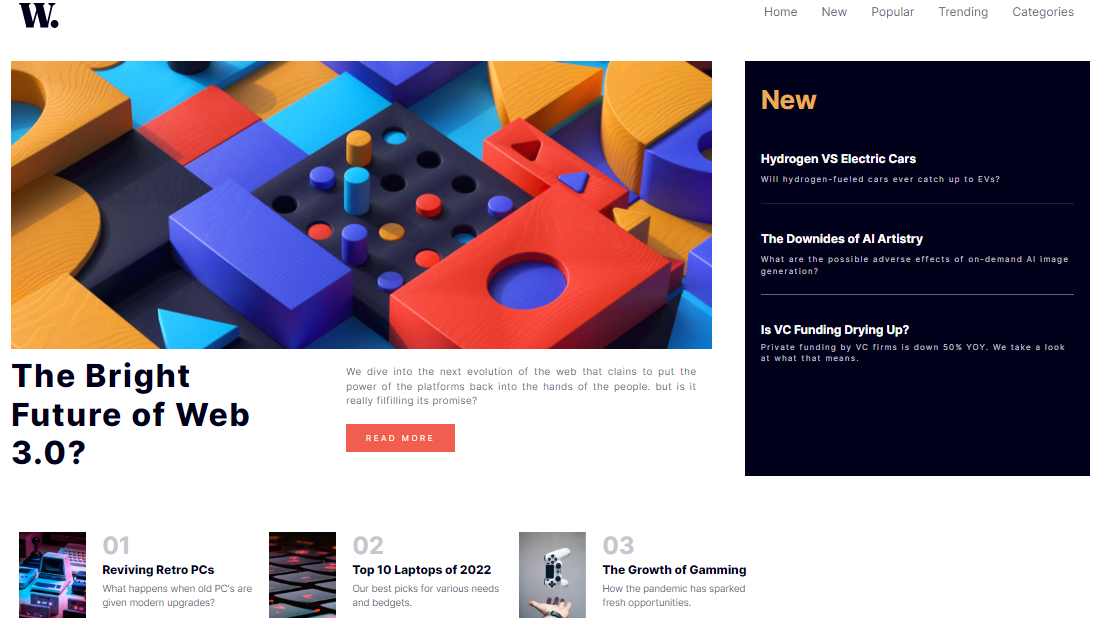 W.
Home New Popular Trending Categories
New
Hydrogen VS Electric Cars
Will hydrogen-fueled cars ever catch up to EVs?
The Downides of AI Artistry
What are the possible adverse effects of on-demand AI image
generation?
Is VC Funding Drying Up?
Private funding by VC firms is down 50% YOY. We take a look
at what that means.
The Bright
Future of Web
3.0?
We dive into the next evolution of the web that clains to put the
power of the platforms back into the hands of the people. but is it
really filfilling its promise?
READ MORE
01
Reviving Retro PCs
What happens when old PC's are
given modern upgrades?
02
Top 10 Laptops of 2022
Our best picks for various needs
and bedgets.
03
The Growth of Gamming
How the pandemic has sparked
fresh opportunities.